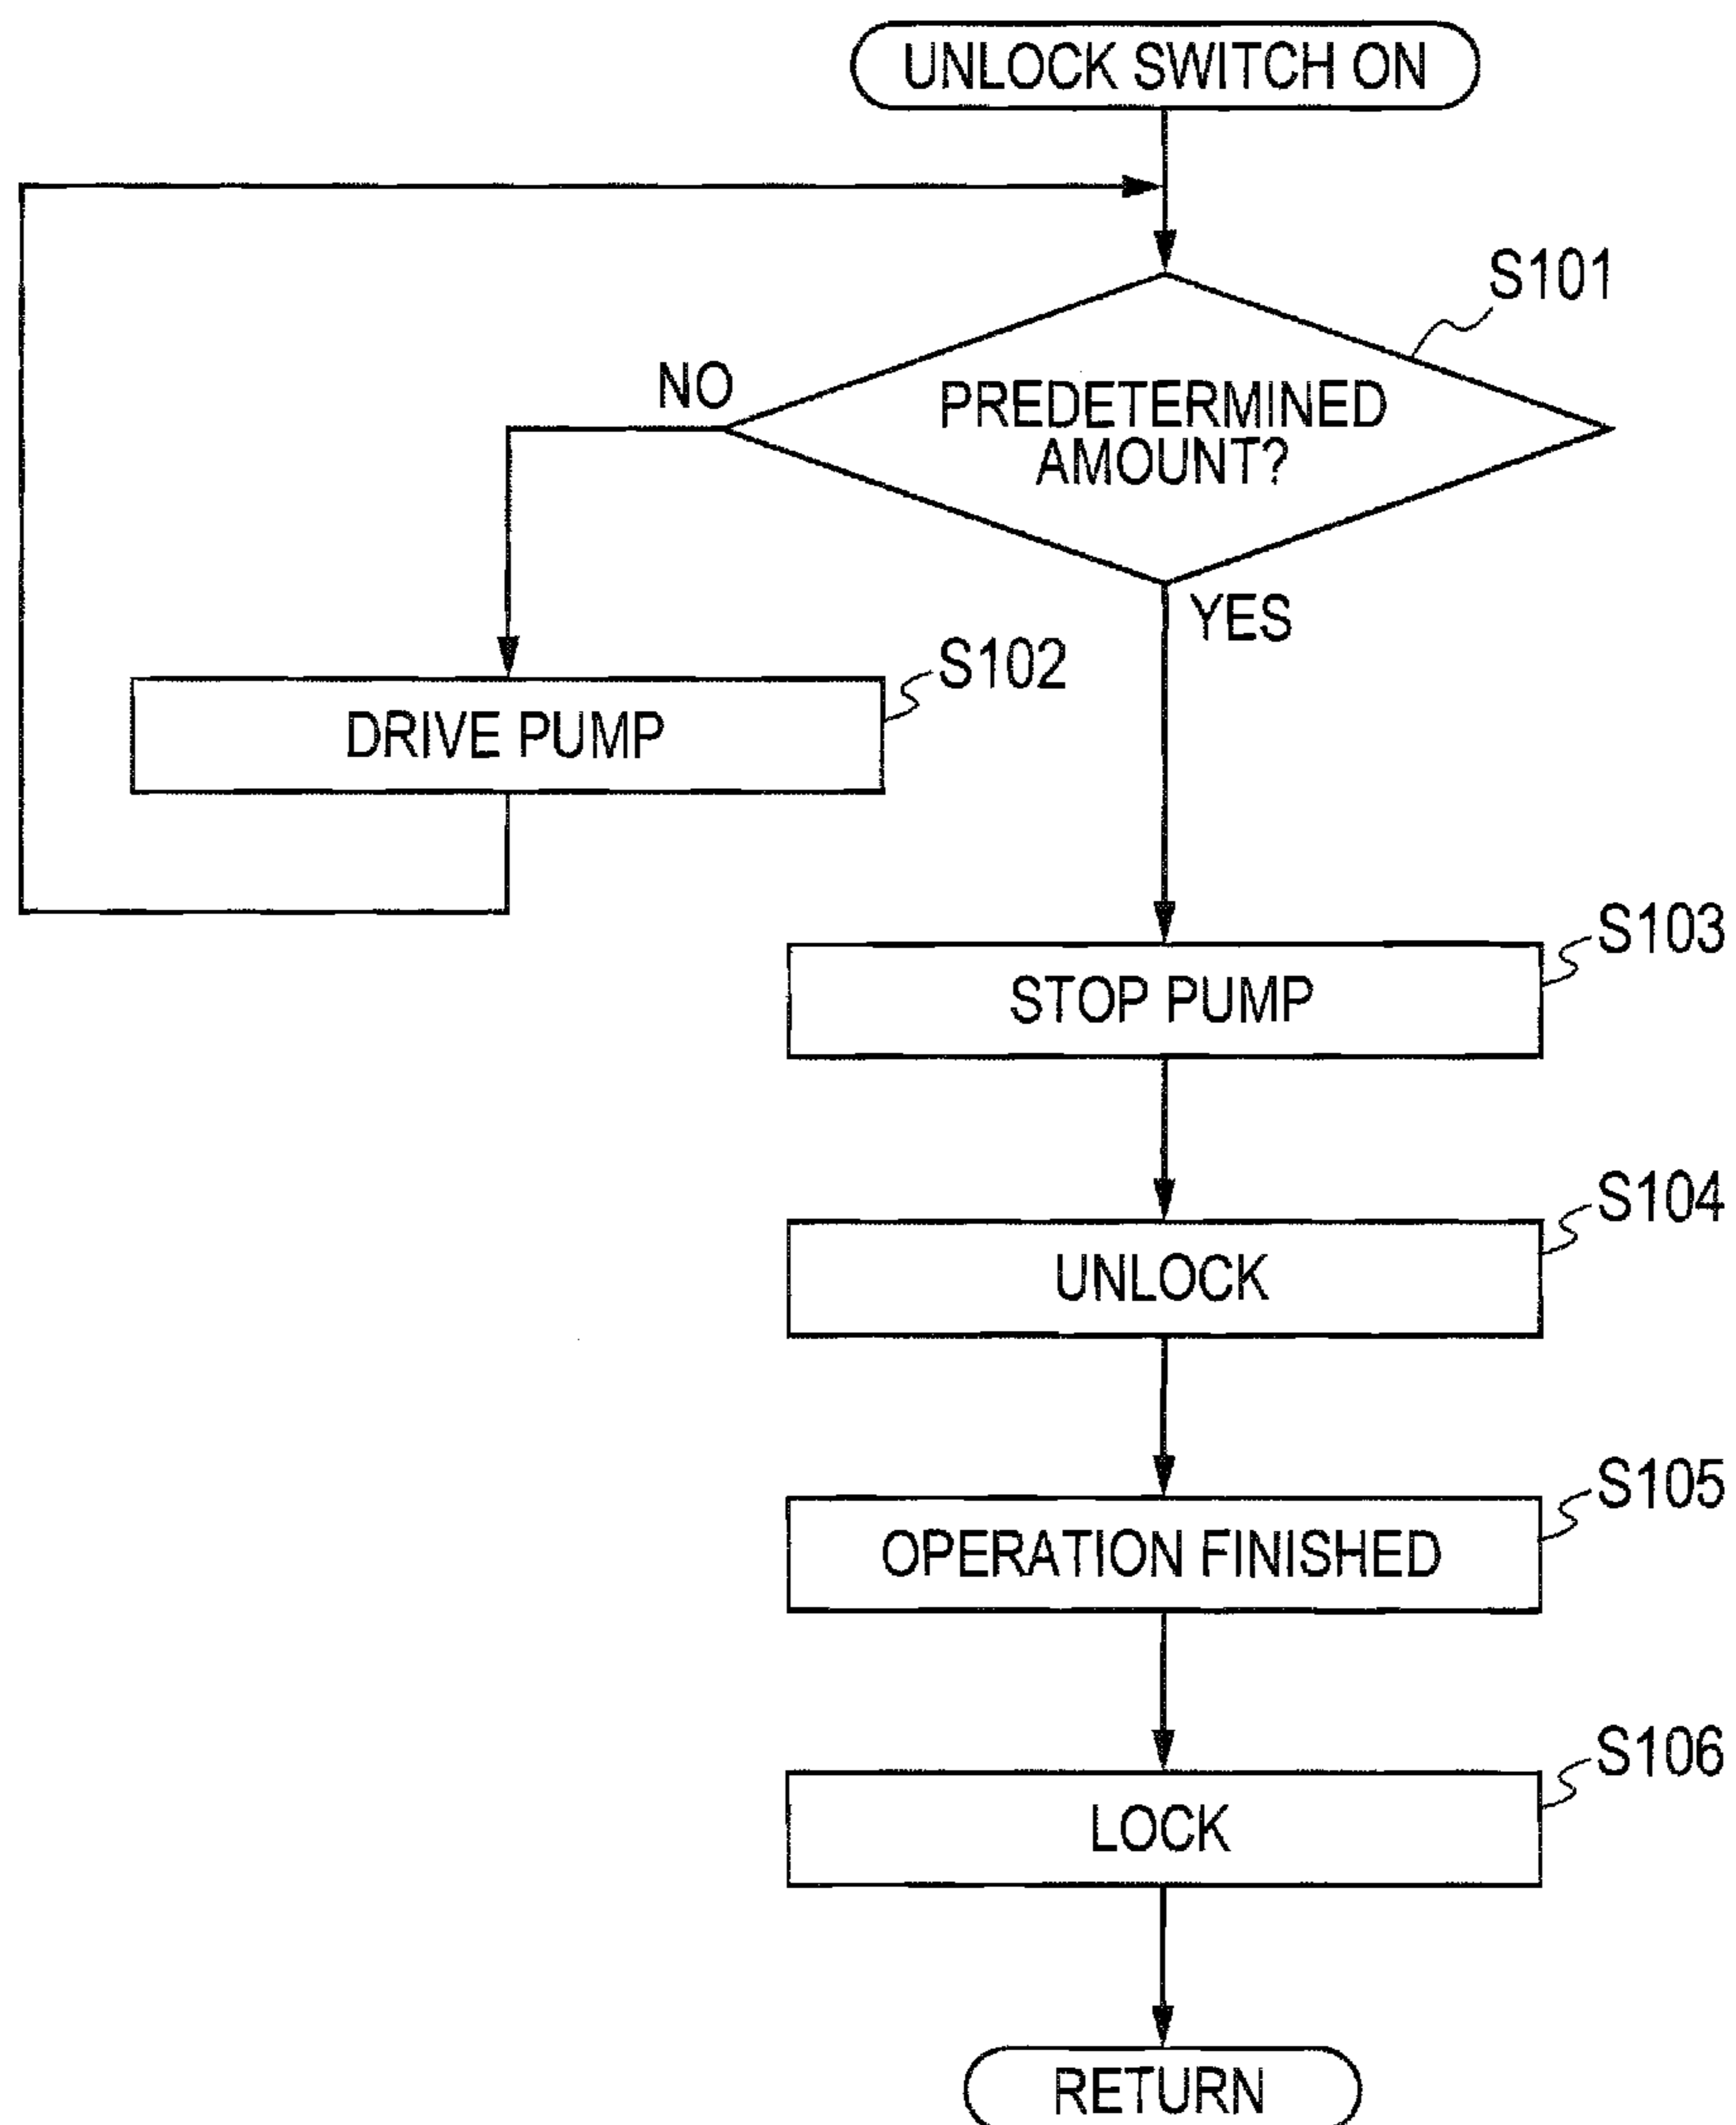 UNLOCK SWITCH ON
S101
PREDETERMINED
AMOUNT?
NO
YES
S102
DRIVE PUMP
S103
STOP PUMP
S104
UNLOCK
S105
OPERATION FINISHED
S106
LOCK
RETURN